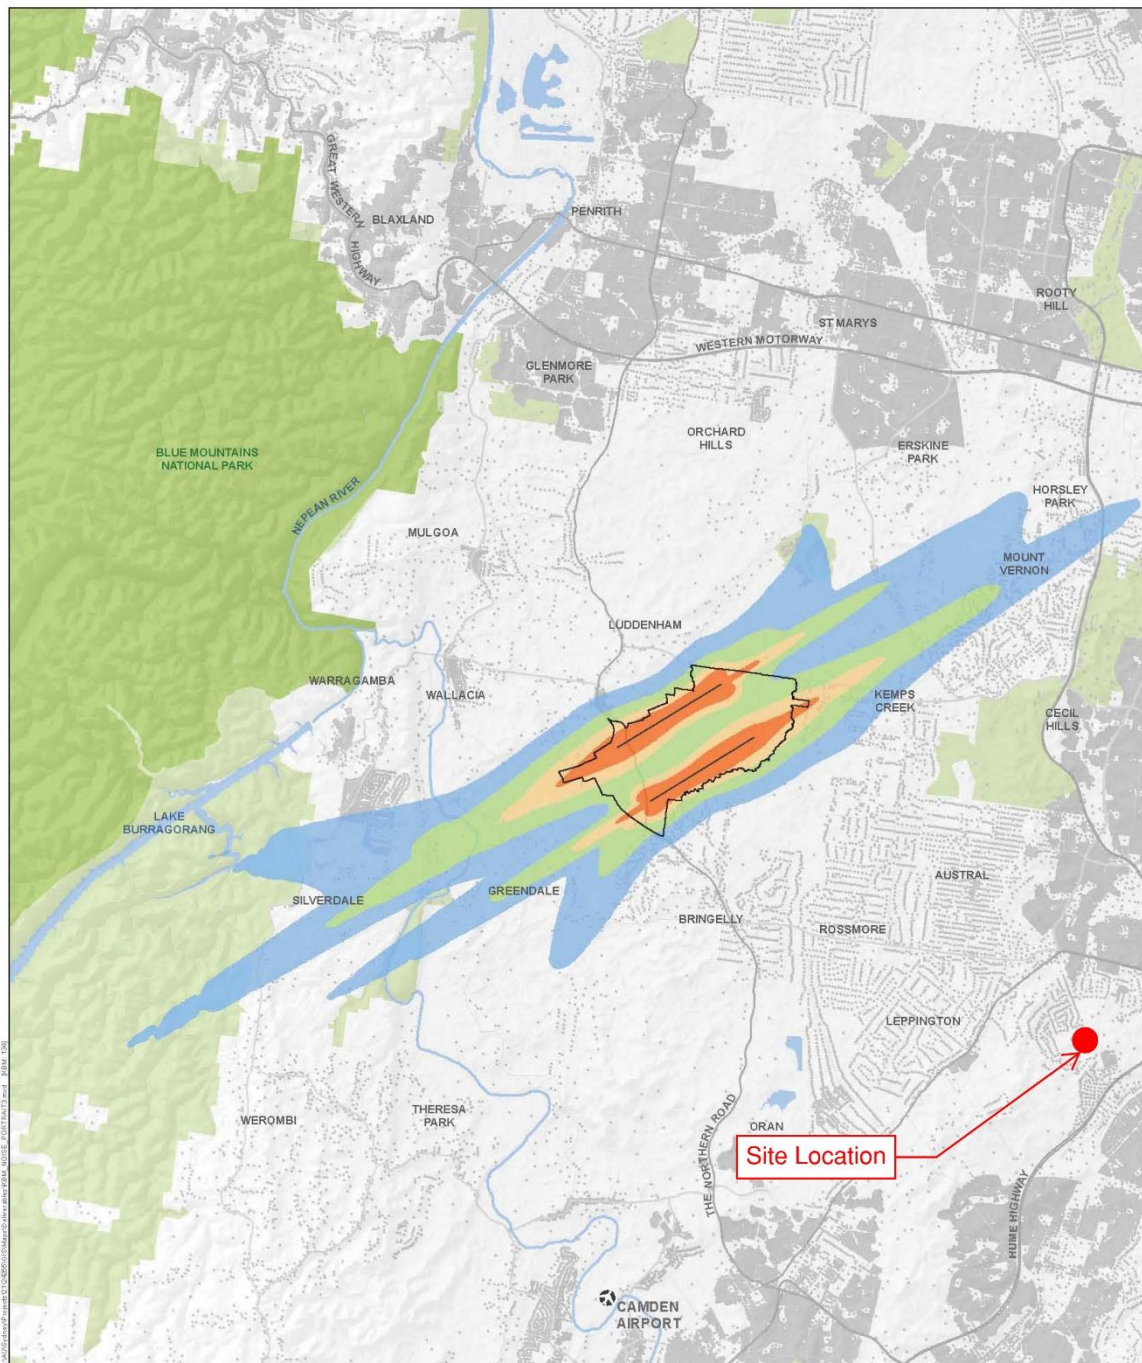 GREAT WESTERN
HIGHWAY
BLAXLAND
PENRITH
ROOTY
HILL
ST MARYS
WESTERN MOTORWAY
GLENMORE
PARK
ORCHARD
HILLS
ERSKINE
PARK
BLUE MOUNTAINS
NATIONAL PARK
NEPEAN RIVER
HORSLEY
PARK
MULGOA
MOUNT
VERNON
LUDDENHAM
WARRAGAMBA
WALLACIA
KEMPS
CREEK
CECIL
HILLS
LAKE
BURRAGORANG
AUSTRAL
SILVERDALE
GREENDALE
BRINGELLY
ROSSMORE
LEPPINGTON
WEROMBI
THERESA
PARK
THE NORTHERN ROAD
ORAN
Site Location
HUME HIGHWAY
CAMDEN
AIRPORT